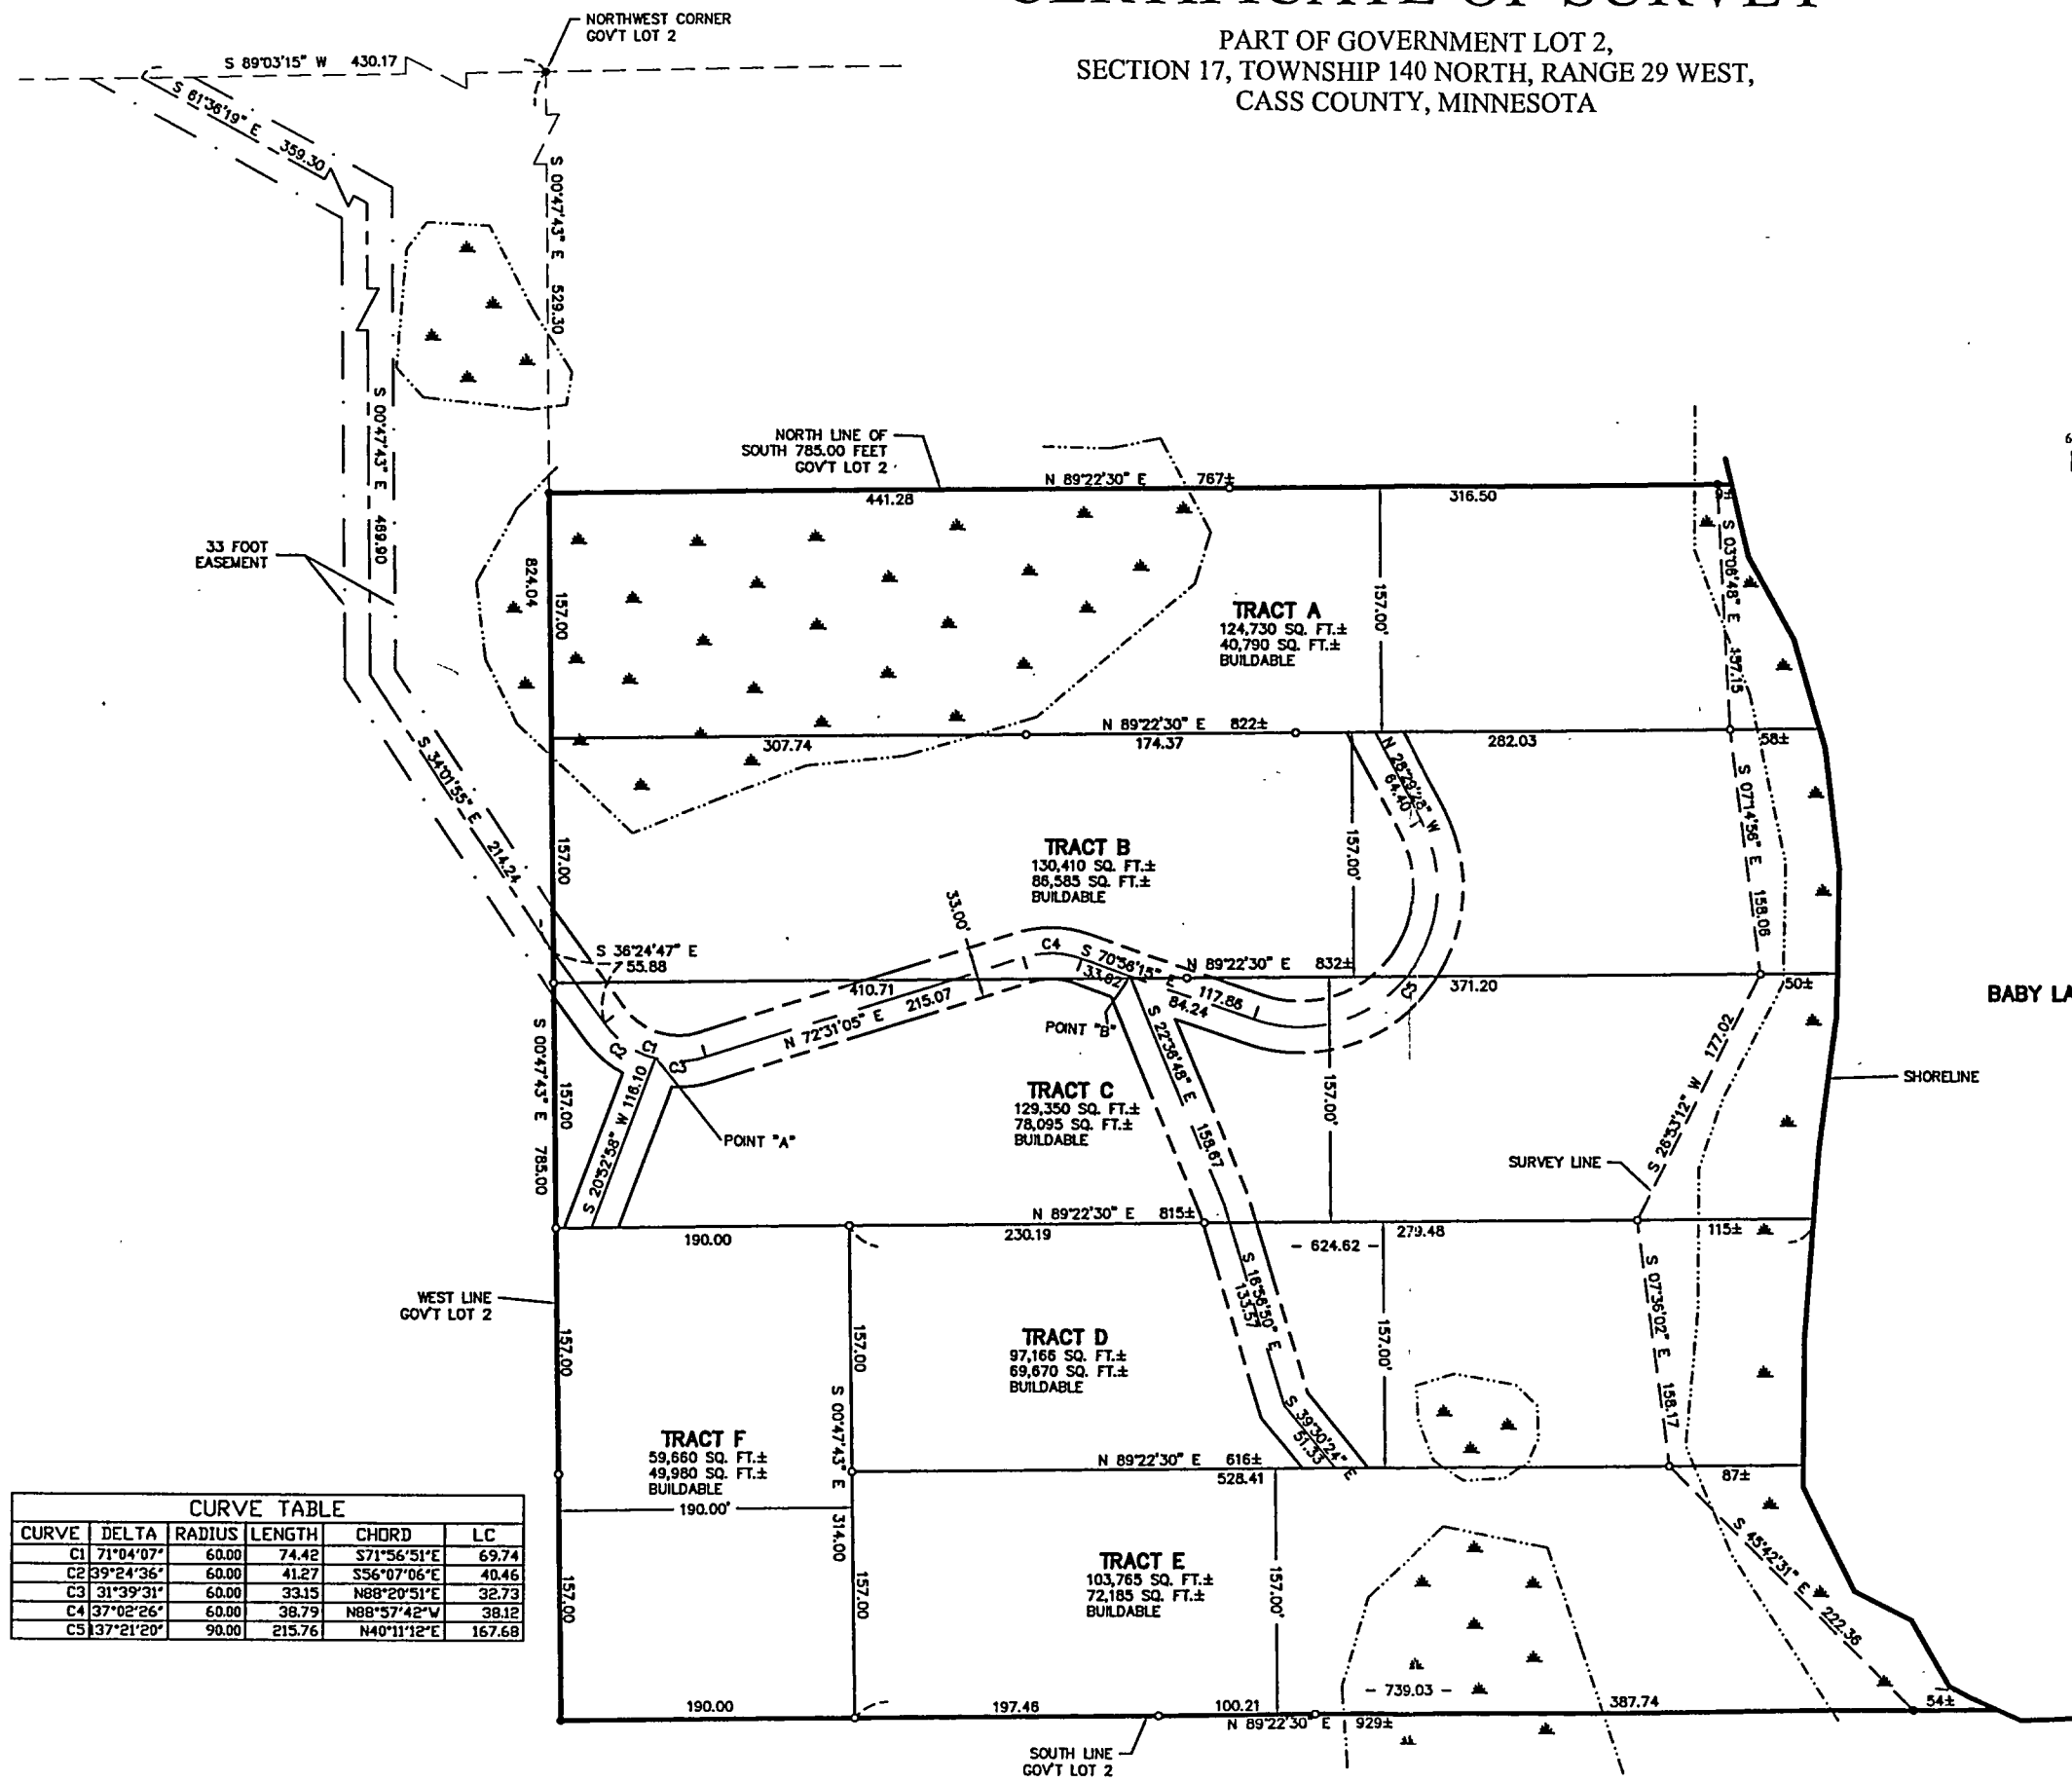 CERTIFICATE OF SURVEY
PART OF GOVERNMENT LOT 2,
SECTION 17, TOWNSHIP 140 NORTH, RANGE 29 WEST,
CASS COUNTY, MINNESOTA
NORTHWEST CORNER
GOV'T LOT 2
S 89°03'15" W 430.17
S 61°36'19" E
359.30
S 00°47'43" E 529.30
S 00°47'43" E 469.90
33 FOOT
EASEMENT
NORTH LINE OF
SOUTH 785.00 FEET
GOV'T LOT 2
N 89°22'30" E 767±
441.28
316.50
9±
824.04
157.00
TRACT A
124,730 SQ. FT.±
40,790 SQ. FT.±
BUILDABLE
157.00'
S 03°06'48" E 157.15
N 89°22'30" E 822±
307.74
174.37
282.03
58±
S 34°01'55" E
214.24
N 28°29'28" W
64.40
157.00
TRACT B
130,410 SQ. FT.±
86,585 SQ. FT.±
BUILDABLE
157.00'
S 07°14'56" E 158.06
33.00'
S 36°24'47" E
55.88
C4
S 70°56'15" E
33.62
N 89°22'30" E 832±
410.71
371.20
50±
117.86
84.24
C5
BABY LA
215.07
N 72°31'05" E
POINT "B"
C2
C1
C3
S 00°47'43" E 785.00
157.00
S 20°52'58" W 116.10
POINT "A"
S 22°36'48" E 158.67
TRACT C
129,350 SQ. FT.±
78,095 SQ. FT.±
BUILDABLE
157.00'
S 26°53'12" W 177.02
SHORELINE
SURVEY LINE
N 89°22'30" E 815±
190.00
230.19
- 624.62 -
279.48
115±
WEST LINE
GOV'T LOT 2
157.00
157.00
S 16°56'50" E
133.57
TRACT D
97,166 SQ. FT.±
69,670 SQ. FT.±
BUILDABLE
157.00'
S 07°36'02" E 158.17
S 39°30'24" E
51.33
S 00°47'43" E 314.00
TRACT F
59,660 SQ. FT.±
49,980 SQ. FT.±
BUILDABLE
190.00'
N 89°22'30" E 616±
528.41
87±
S 45°42'31" E 222.36
TRACT E
103,765 SQ. FT.±
72,185 SQ. FT.±
BUILDABLE
157.00
157.00
157.00'
CURVE TABLE
CURVE DELTA RADIUS LENGTH CHORD LC
C1 71°04'07" 60.00 74.42 S71°56'51"E 69.74
C2 39°24'36" 60.00 41.27 S56°07'06"E 40.46
C3 31°39'31" 60.00 33.15 N88°20'51"E 32.73
C4 37°02'26" 60.00 38.79 N88°57'42"W 38.12
C5 137°21'20" 90.00 215.76 N40°11'12"E 167.68
190.00
197.46
100.21
- 739.03 -
387.74
54±
N 89°22'30" E 929±
SOUTH LINE
GOV'T LOT 2